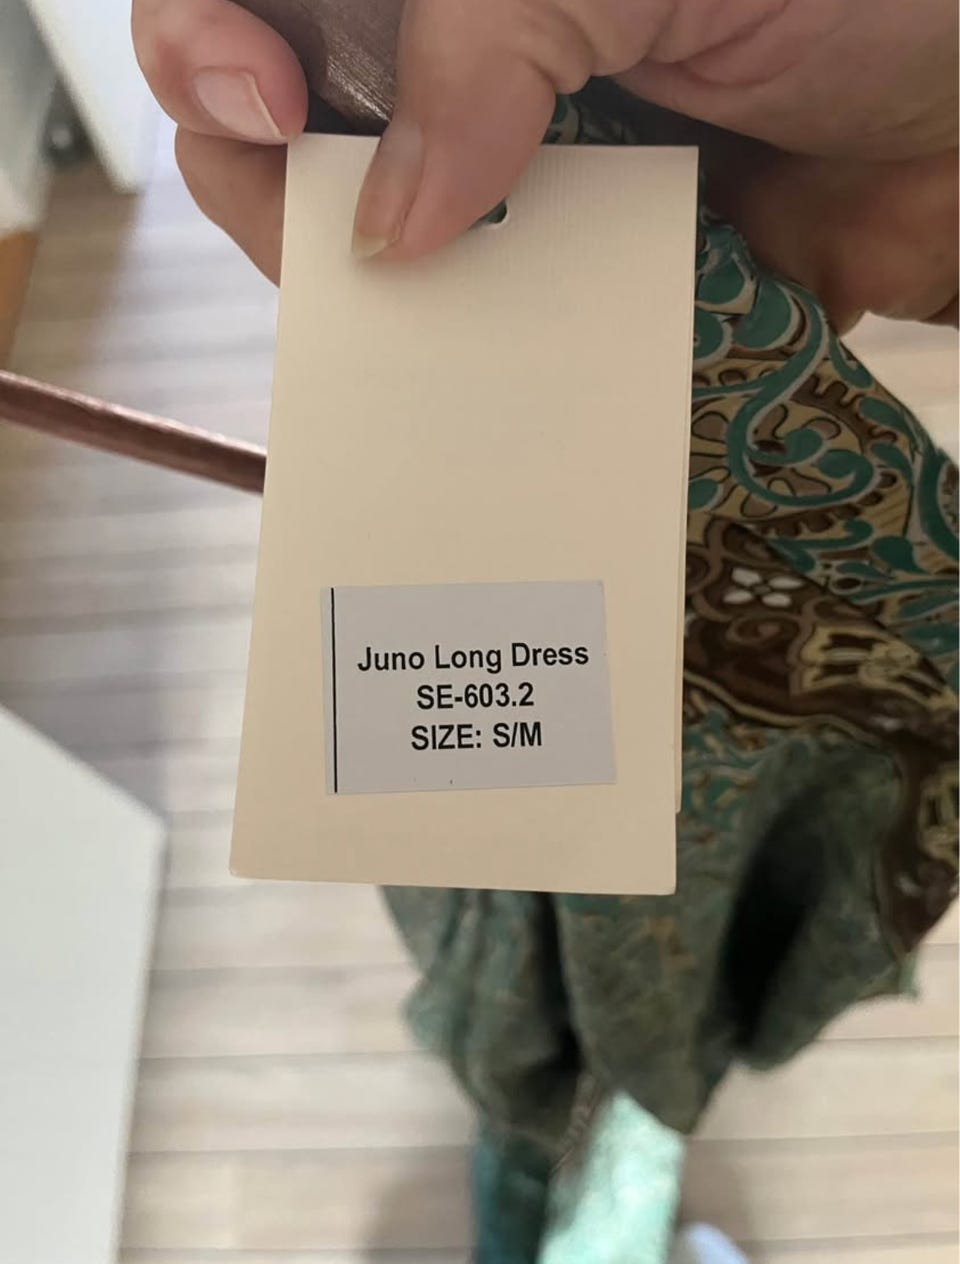 Juno Long Dress
SE-603.2
SIZE: S/M